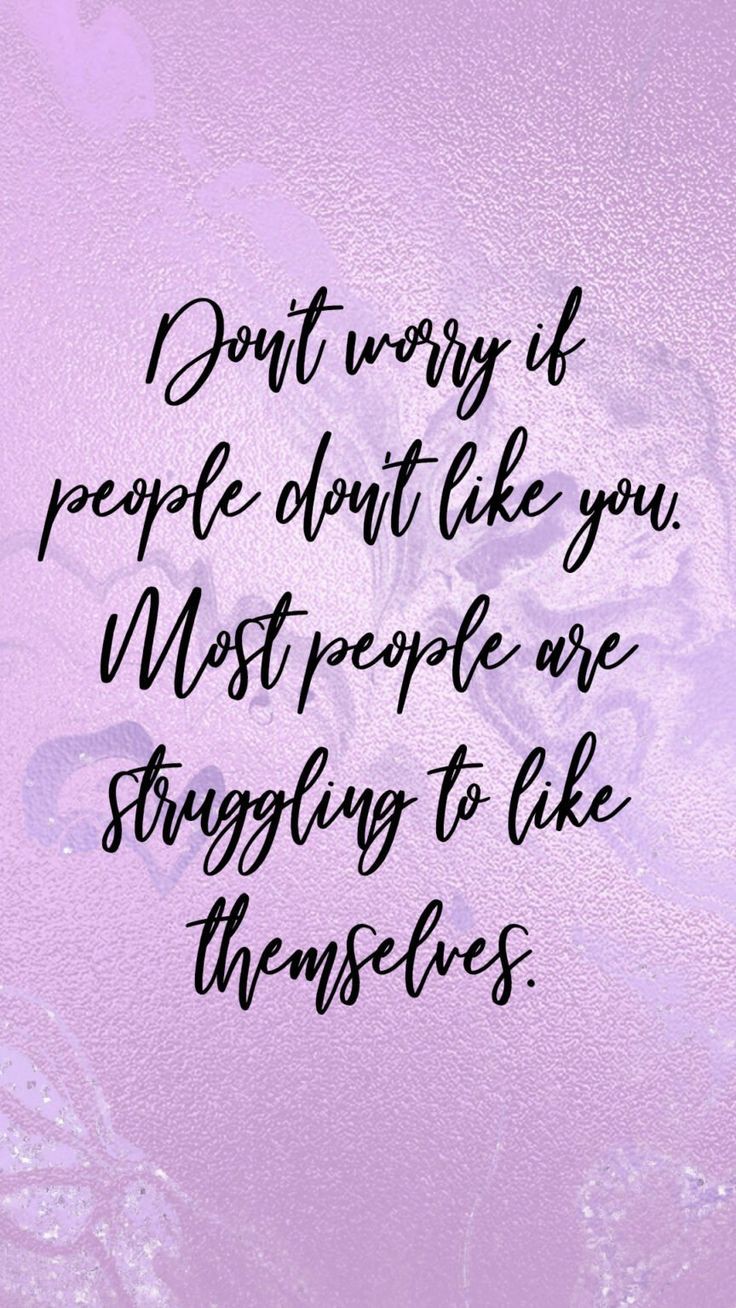 Don't worry if
people don't like you.
Most people are
struggling to like
themselves.